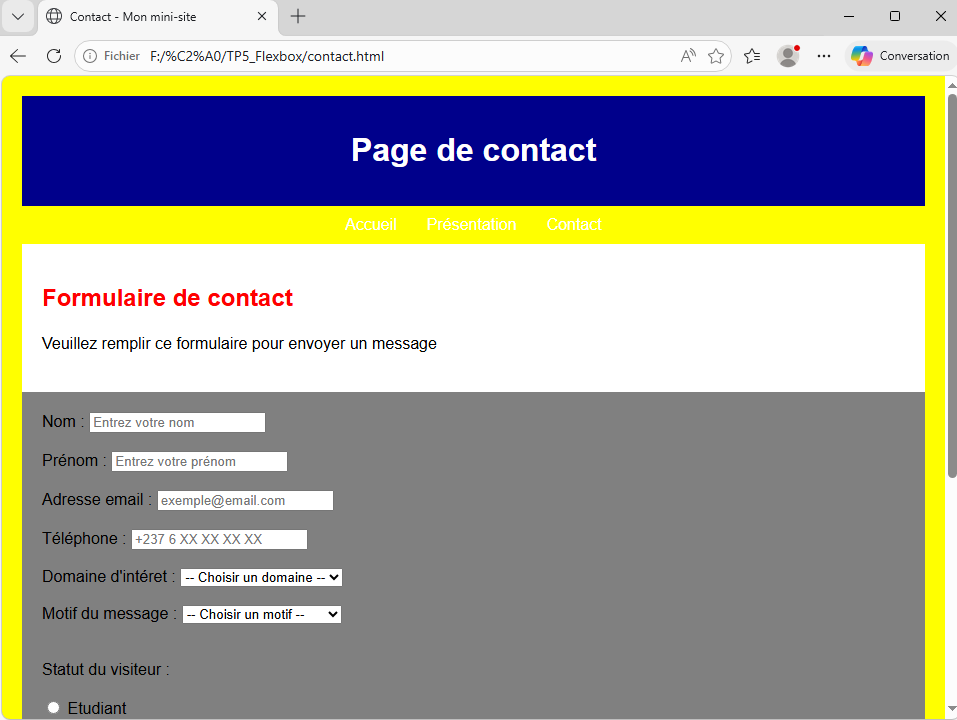 Contact - Mon mini-site
Fichier F:/%C2%A0/TP5_Flexbox/contact.html
Conversation
Page de contact
Accueil Présentation Contact
Formulaire de contact
Veuillez remplir ce formulaire pour envoyer un message
Nom : Entrez votre nom
Prénom : Entrez votre prénom
Adresse email : exemple@email.com
Téléphone : +237 6 XX XX XX XX
Domaine d'intéret : -- Choisir un domaine --
Motif du message : -- Choisir un motif --
Statut du visiteur :
Etudiant